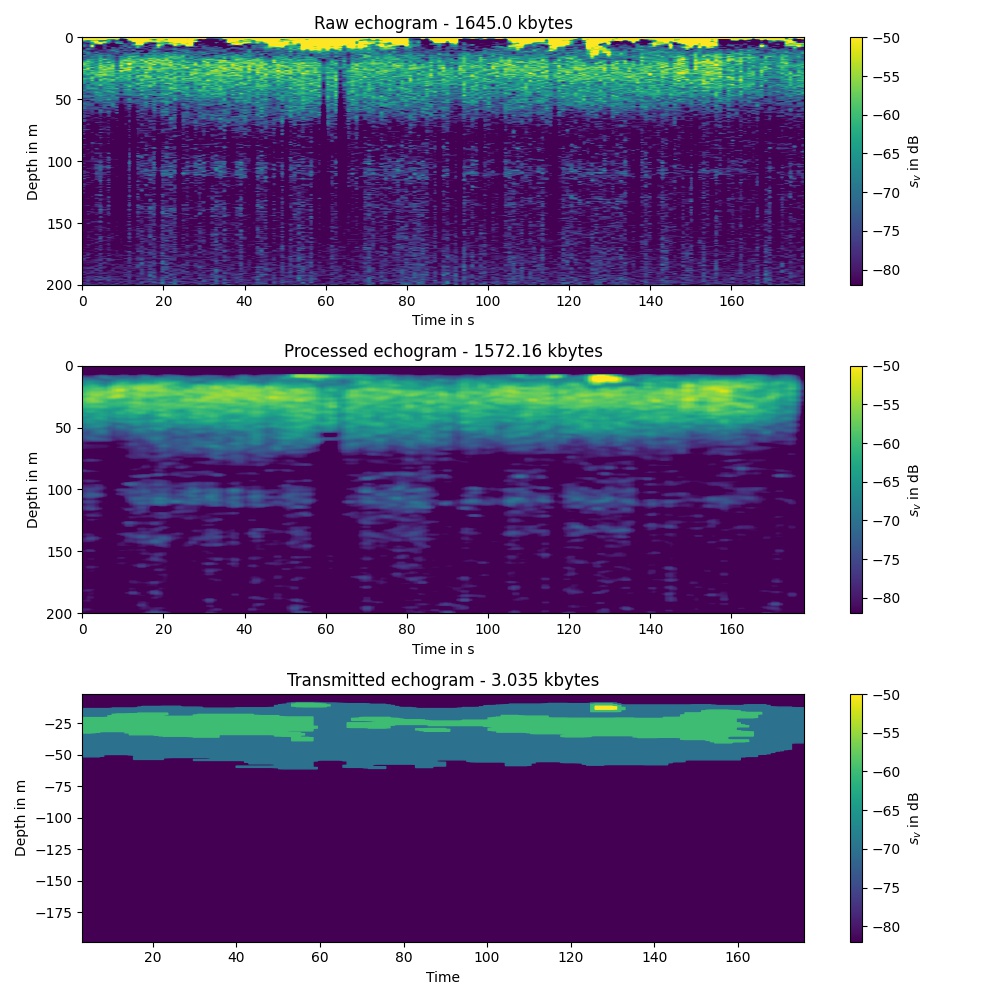 Raw echogram - 1645.0 kbytes
0
50
100
150
200
Depth in m
0 20 40 60 80 100 120 140 160
Time in s
−50
−55
−60
−65
−70
−75
−80
sv in dB
Processed echogram - 1572.16 kbytes
0
50
100
150
200
Depth in m
0 20 40 60 80 100 120 140 160
Time in s
−50
−55
−60
−65
−70
−75
−80
sv in dB
Transmitted echogram - 3.035 kbytes
−25
−50
−75
−100
−125
−150
−175
Depth in m
20 40 60 80 100 120 140 160
Time
−50
−55
−60
−65
−70
−75
−80
sv in dB